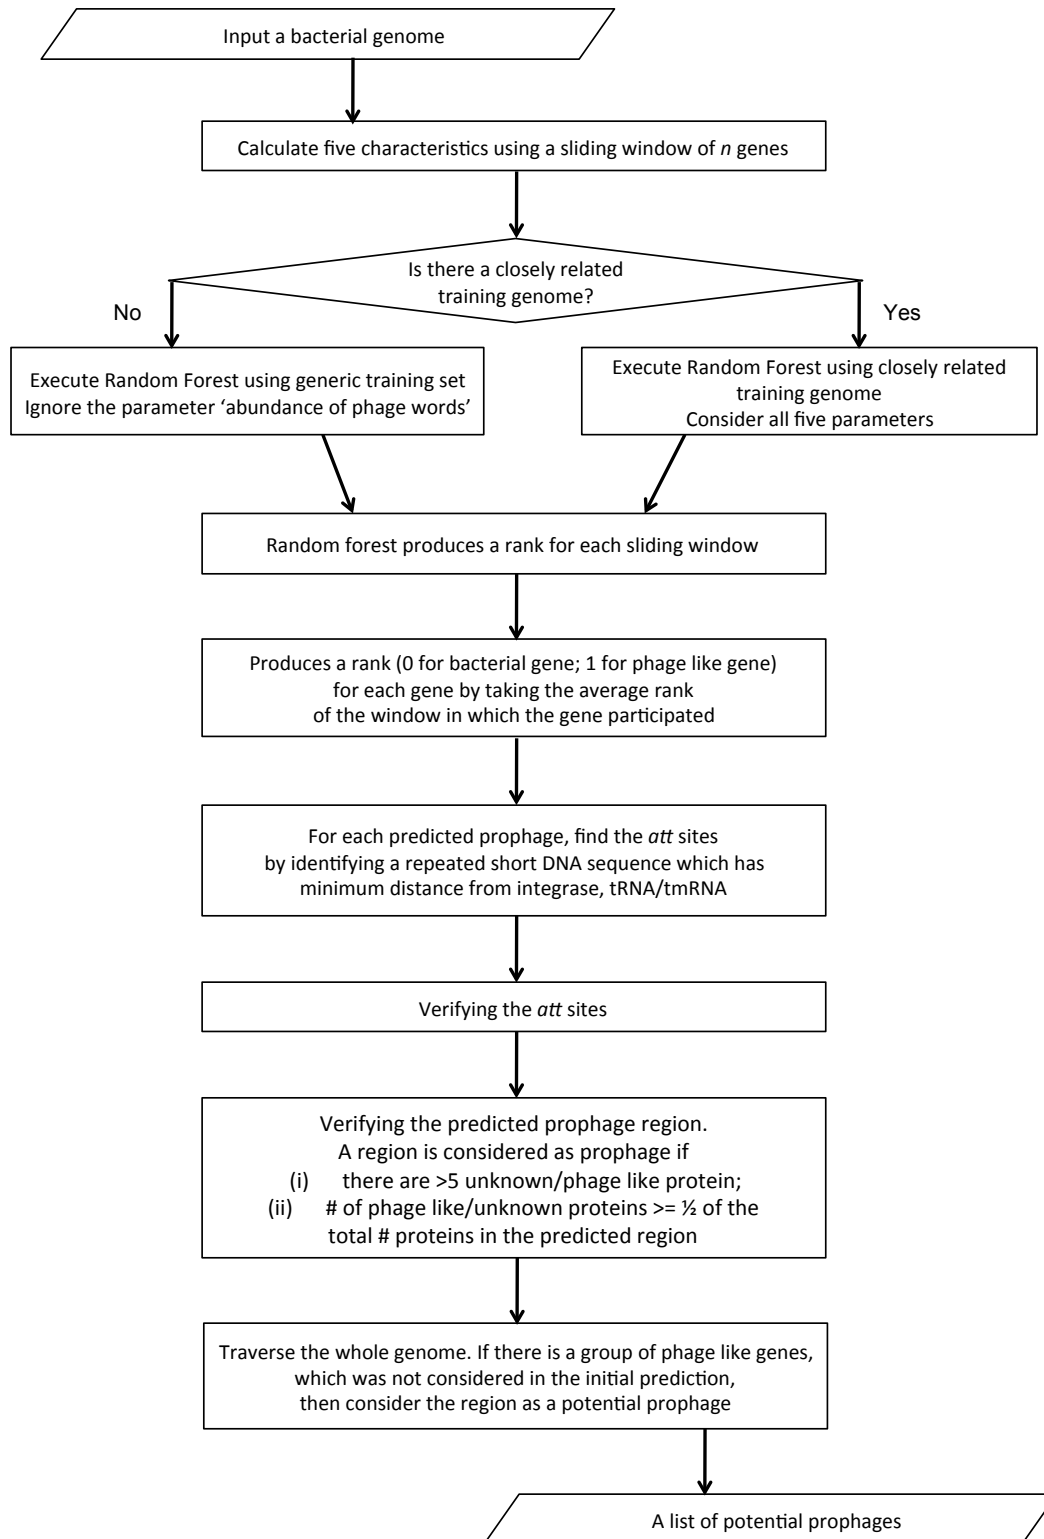 Input a bacterial genome
Calculate five characteristics using a sliding window of n genes
Is there a closely related
training genome?
No
Yes
Execute Random Forest using generic training set
Ignore the parameter ‘abundance of phage words’
Execute Random Forest using closely related
training genome
Consider all five parameters
Random forest produces a rank for each sliding window
Produces a rank (0 for bacterial gene; 1 for phage like gene)
for each gene by taking the average rank
of the window in which the gene participated
For each predicted prophage, find the att sites
by identifying a repeated short DNA sequence which has
minimum distance from integrase, tRNA/tmRNA
Verifying the att sites
Verifying the predicted prophage region.
A region is considered as prophage if
(i) there are >5 unknown/phage like protein;
(ii) # of phage like/unknown proteins >= ½ of the
total # proteins in the predicted region
Traverse the whole genome. If there is a group of phage like genes,
which was not considered in the initial prediction,
then consider the region as a potential prophage
A list of potential prophages